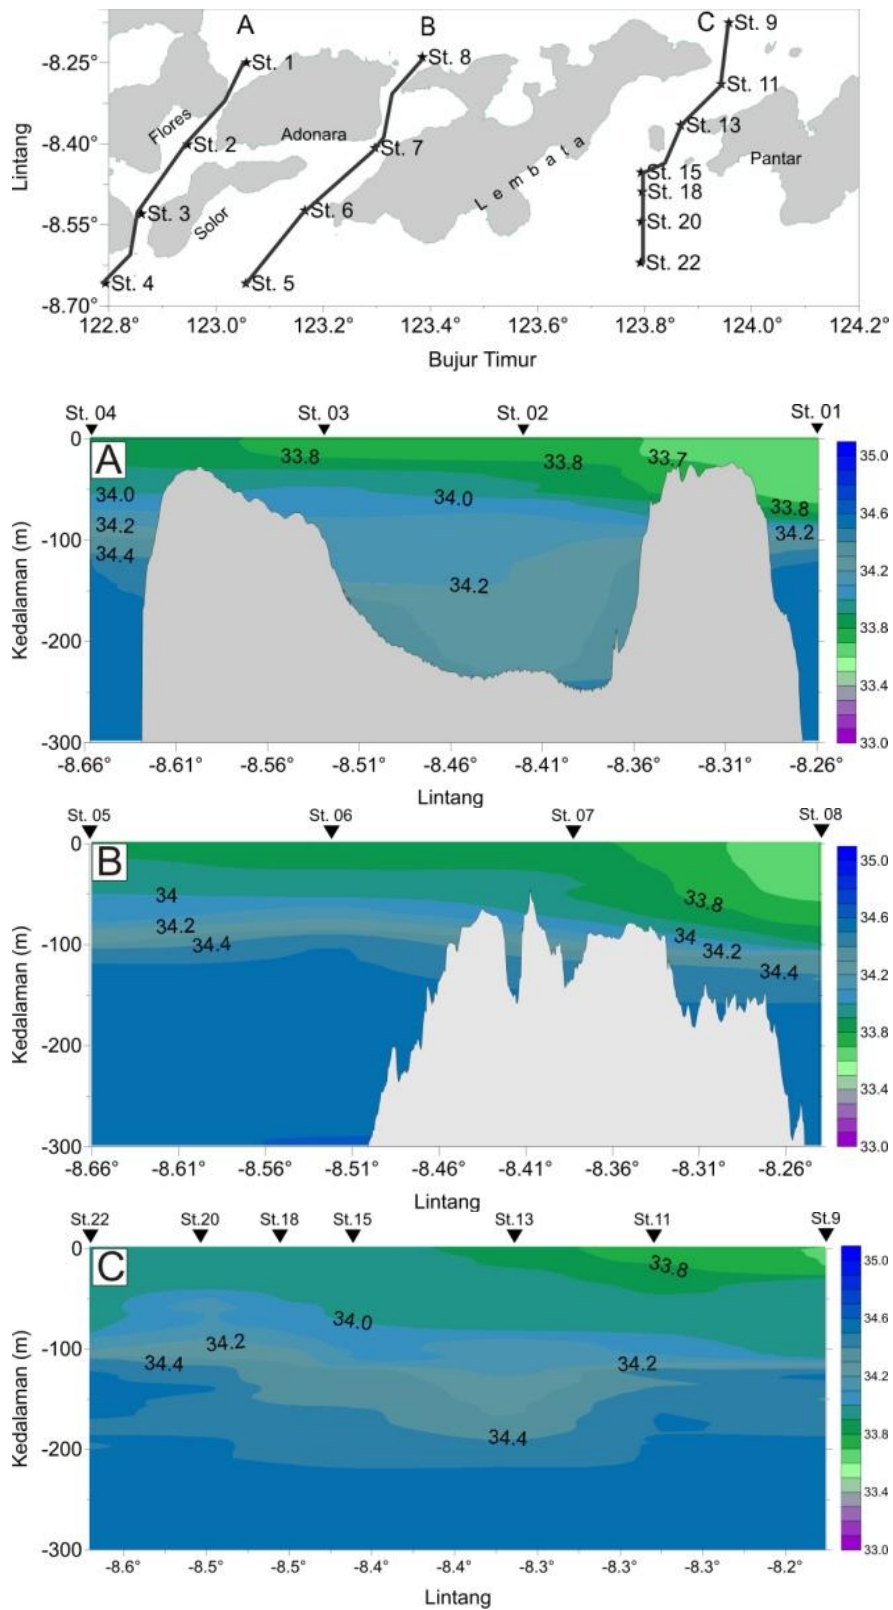 A
B
C
St. 9
-8.25°
St. 1
St. 8
St. 11
Flores
St. 13
-8.40°
St. 2
Adonara
St. 7
Lembata
Pantar
St. 15
St. 18
St. 3
Solor
St. 6
St. 20
-8.55°
St. 4
St. 5
St. 22
-8.70°
Lintang
122.8° 123.0° 123.2° 123.4° 123.6° 123.8° 124.0° 124.2°
Bujur Timur
St. 04 St. 03 St. 02 St. 01
A
0
-100
-200
-300
Kedalaman (m)
33.8 33.8 33.7
34.0 34.0 33.8
34.2 34.2
34.4
34.2
35.0
34.6
34.2
33.8
33.4
33.0
-8.66° -8.61° -8.56° -8.51° -8.46° -8.41° -8.36° -8.31° -8.26°
Lintang
St. 05 St. 06 St. 07 St. 08
B
0
-100
-200
-300
Kedalaman (m)
34 33.8
34.2 34
34.4 34.2
34.4
35.0
34.6
34.2
33.8
33.4
33.0
-8.66° -8.61° -8.56° -8.51° -8.46° -8.41° -8.36° -8.31° -8.26°
Lintang
St.22 St.20 St.18 St.15 St.13 St.11 St.9
C
0
-100
-200
-300
Kedalaman (m)
33.8
34.0
34.2
34.4 34.2
34.4
35.0
34.6
34.2
33.8
33.4
33.0
-8.6° -8.5° -8.5° -8.4° -8.4° -8.3° -8.3° -8.2°
Lintang